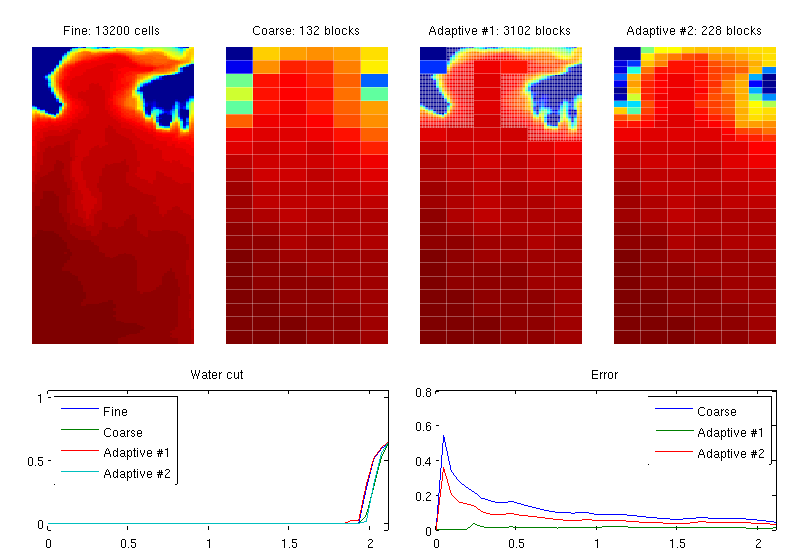 Fine: 13200 cells
Coarse: 132 blocks
Adaptive #1: 3102 blocks
Adaptive #2: 228 blocks
Water cut
1
0.5
0
0 0.5 1 1.5 2
Fine
Coarse
Adaptive #1
Adaptive #2
Error
0.8
0.6
0.4
0.2
0
0 0.5 1 1.5 2
Coarse
Adaptive #1
Adaptive #2